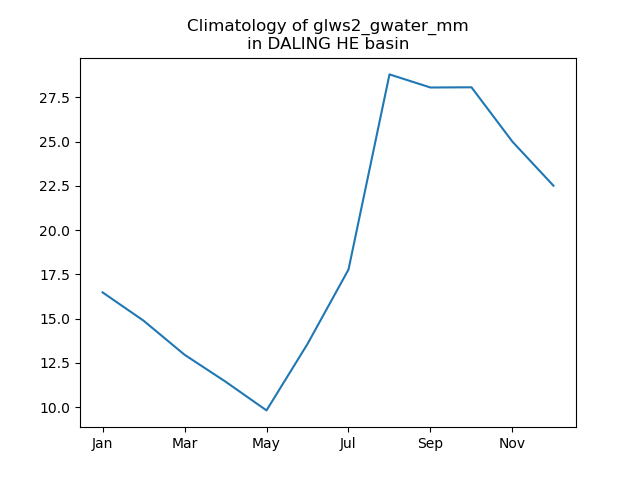 Climatology of glws2_gwater_mm
in DALING HE basin
27.5
25.0
22.5
20.0
17.5
15.0
12.5
10.0
Jan Mar May Jul Sep Nov